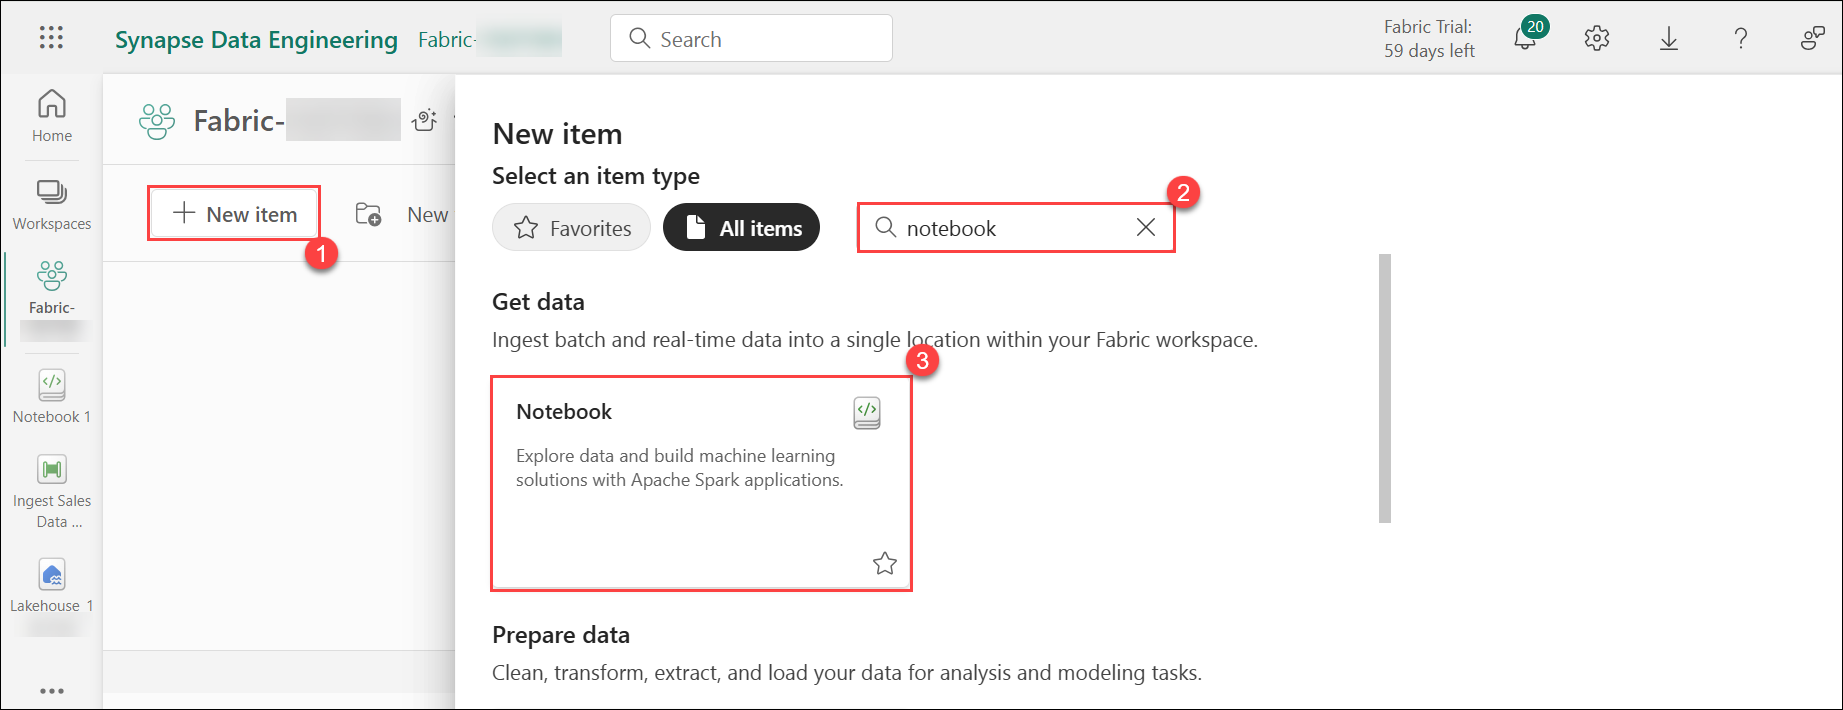 Synapse Data Engineering
Fabric-
Search
Fabric Trial:
59 days left
20
Home
Workspaces
Fabric-
Notebook 1
Ingest Sales
Data ...
Lakehouse 1
Fabric-
New item
1
New
New item
Select an item type
Favorites
All items
notebook
2
Get data
Ingest batch and real-time data into a single location within your Fabric workspace.
3
Notebook
Explore data and build machine learning
solutions with Apache Spark applications.
Prepare data
Clean, transform, extract, and load your data for analysis and modeling tasks.